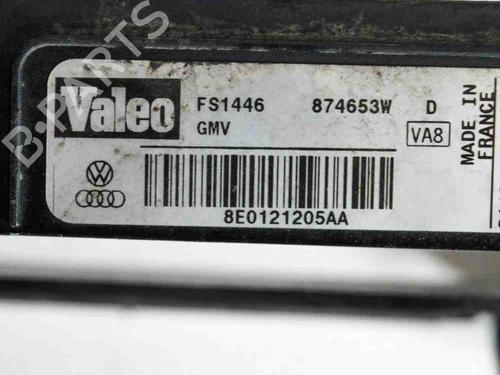 B-PARTS
Valeo
FS1446 874653W D
GMV
VA8
MADE IN
FRANCE
8E0121205AA